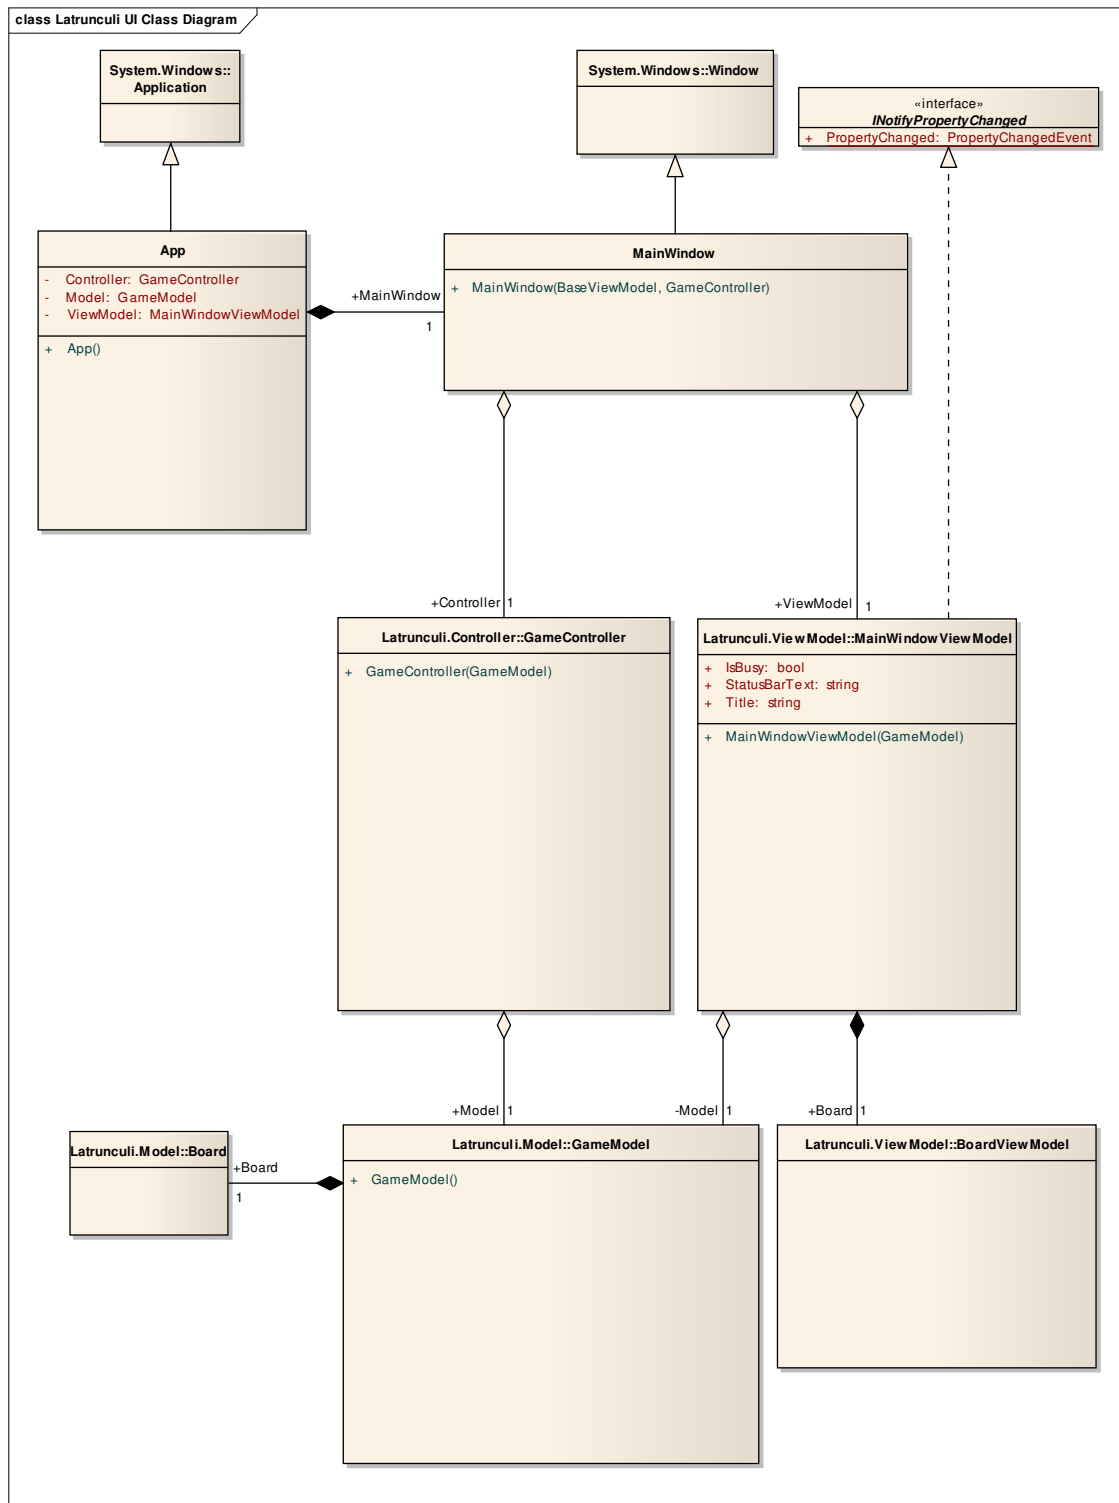 class Latrunculi UI Class Diagram
System.Windows::
Application
System.Windows::Window
«interface»
INotifyPropertyChanged
+ PropertyChanged: PropertyChangedEvent
App
- Controller: GameController
- Model: GameModel
- ViewModel: MainWindowViewModel
+ App()
+MainWindow
1
MainWindow
+ MainWindow(BaseViewModel, GameController)
+Controller 1
+ViewModel 1
Latrunculi.Controller::GameController
+ GameController(GameModel)
Latrunculi.ViewModel::MainWindowViewModel
+ IsBusy: bool
+ StatusBarText: string
+ Title: string
+ MainWindowViewModel(GameModel)
+Model 1
-Model 1
+Board 1
Latrunculi.Model::Board
+Board
1
Latrunculi.Model::GameModel
+ GameModel()
Latrunculi.ViewModel::BoardViewModel